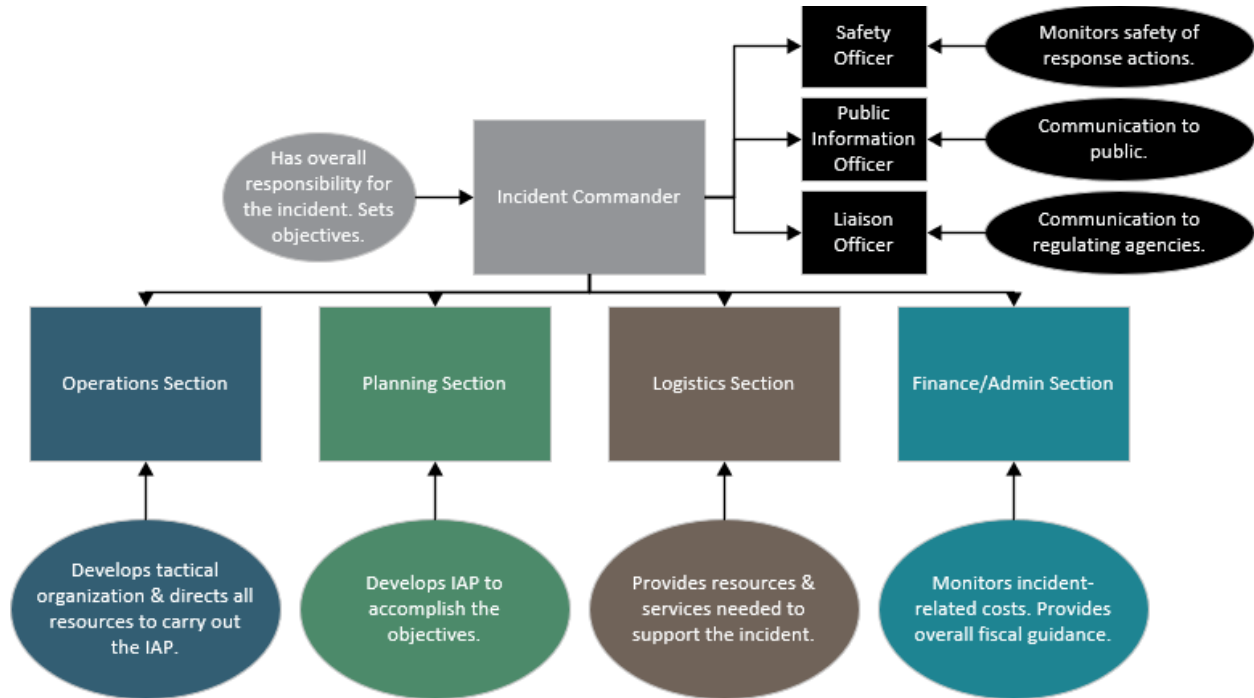 Safety
Officer
Monitors safety of
response actions.
Public
Information
Officer
Communication to
public.
Has overall
responsibility for
the incident. Sets
objectives.
Incident Commander
Liaison
Officer
Communication to
regulating agencies.
Operations Section
Planning Section
Logistics Section
Finance/Admin Section
Develops tactical
organization & directs all
resources to carry out
the IAP.
Develops IAP to
accomplish the
objectives.
Provides resources &
services needed to
support the incident.
Monitors incident-
related costs. Provides
overall fiscal guidance.